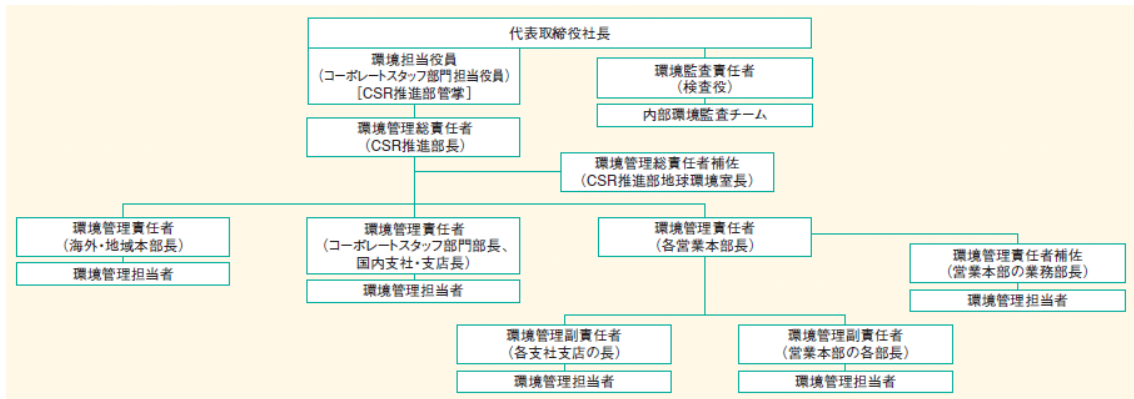 代表取締役社長
環境担当役員
（コーポレートスタッフ部門担当役員）
［CSR推進部管掌］
環境監査責任者
（検査役）
内部環境監査チーム
環境管理総責任者
（CSR推進部長）
環境管理総責任者補佐
（CSR推進部地球環境室長）
環境管理責任者
（海外・地域本部長）
環境管理担当者
環境管理責任者
（コーポレートスタッフ部門部長、
国内支社・支店長）
環境管理担当者
環境管理責任者
（各営業本部長）
環境管理責任者補佐
（営業本部の業務部長）
環境管理担当者
環境管理副責任者
（各支社支店の長）
環境管理担当者
環境管理副責任者
（営業本部の各部長）
環境管理担当者